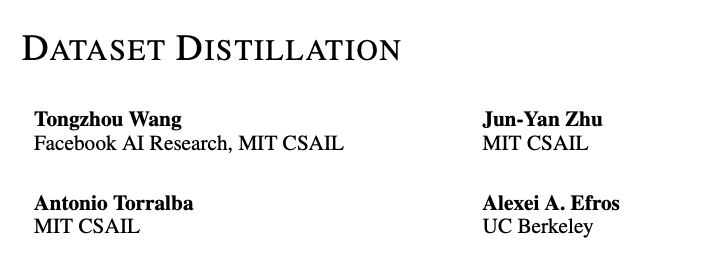 DATASET DISTILLATION
Tongzhou Wang
Facebook AI Research, MIT CSAIL
Jun-Yan Zhu
MIT CSAIL
Antonio Torralba
MIT CSAIL
Alexei A. Efros
UC Berkeley